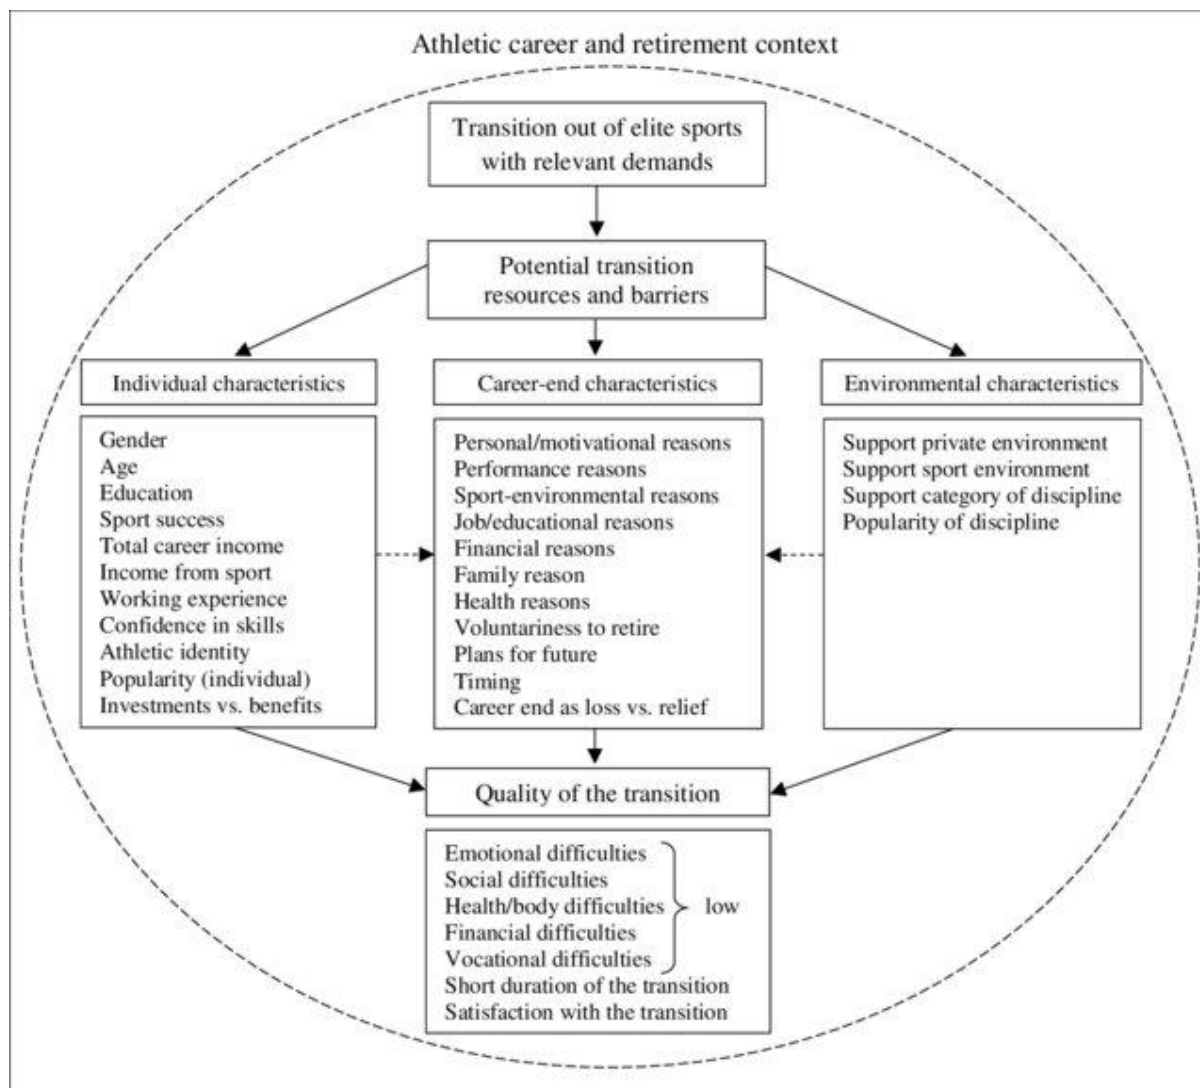 Athletic career and retirement context
Transition out of elite sports
with relevant demands
Potential transition
resources and barriers
Individual characteristics
Gender
Age
Education
Sport success
Total career income
Income from sport
Working experience
Confidence in skills
Athletic identity
Popularity (individual)
Investments vs. benefits
Career-end characteristics
Personal/motivational reasons
Performance reasons
Sport-environmental reasons
Job/educational reasons
Financial reasons
Family reason
Health reasons
Voluntariness to retire
Plans for future
Timing
Career end as loss vs. relief
Environmental characteristics
Support private environment
Support sport environment
Support category of discipline
Popularity of discipline
Quality of the transition
Emotional difficulties
Social difficulties
Health/body difficulties
Financial difficulties
Vocational difficulties
low
Short duration of the transition
Satisfaction with the transition